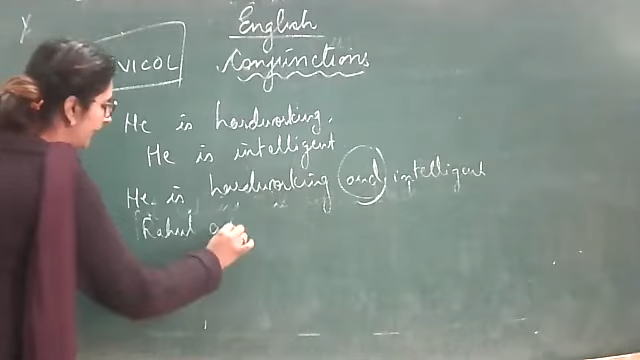 English
VICOL
Conjunctions
He is hardworking.
He is intelligent
He is hardworking and intelligent
Rahul